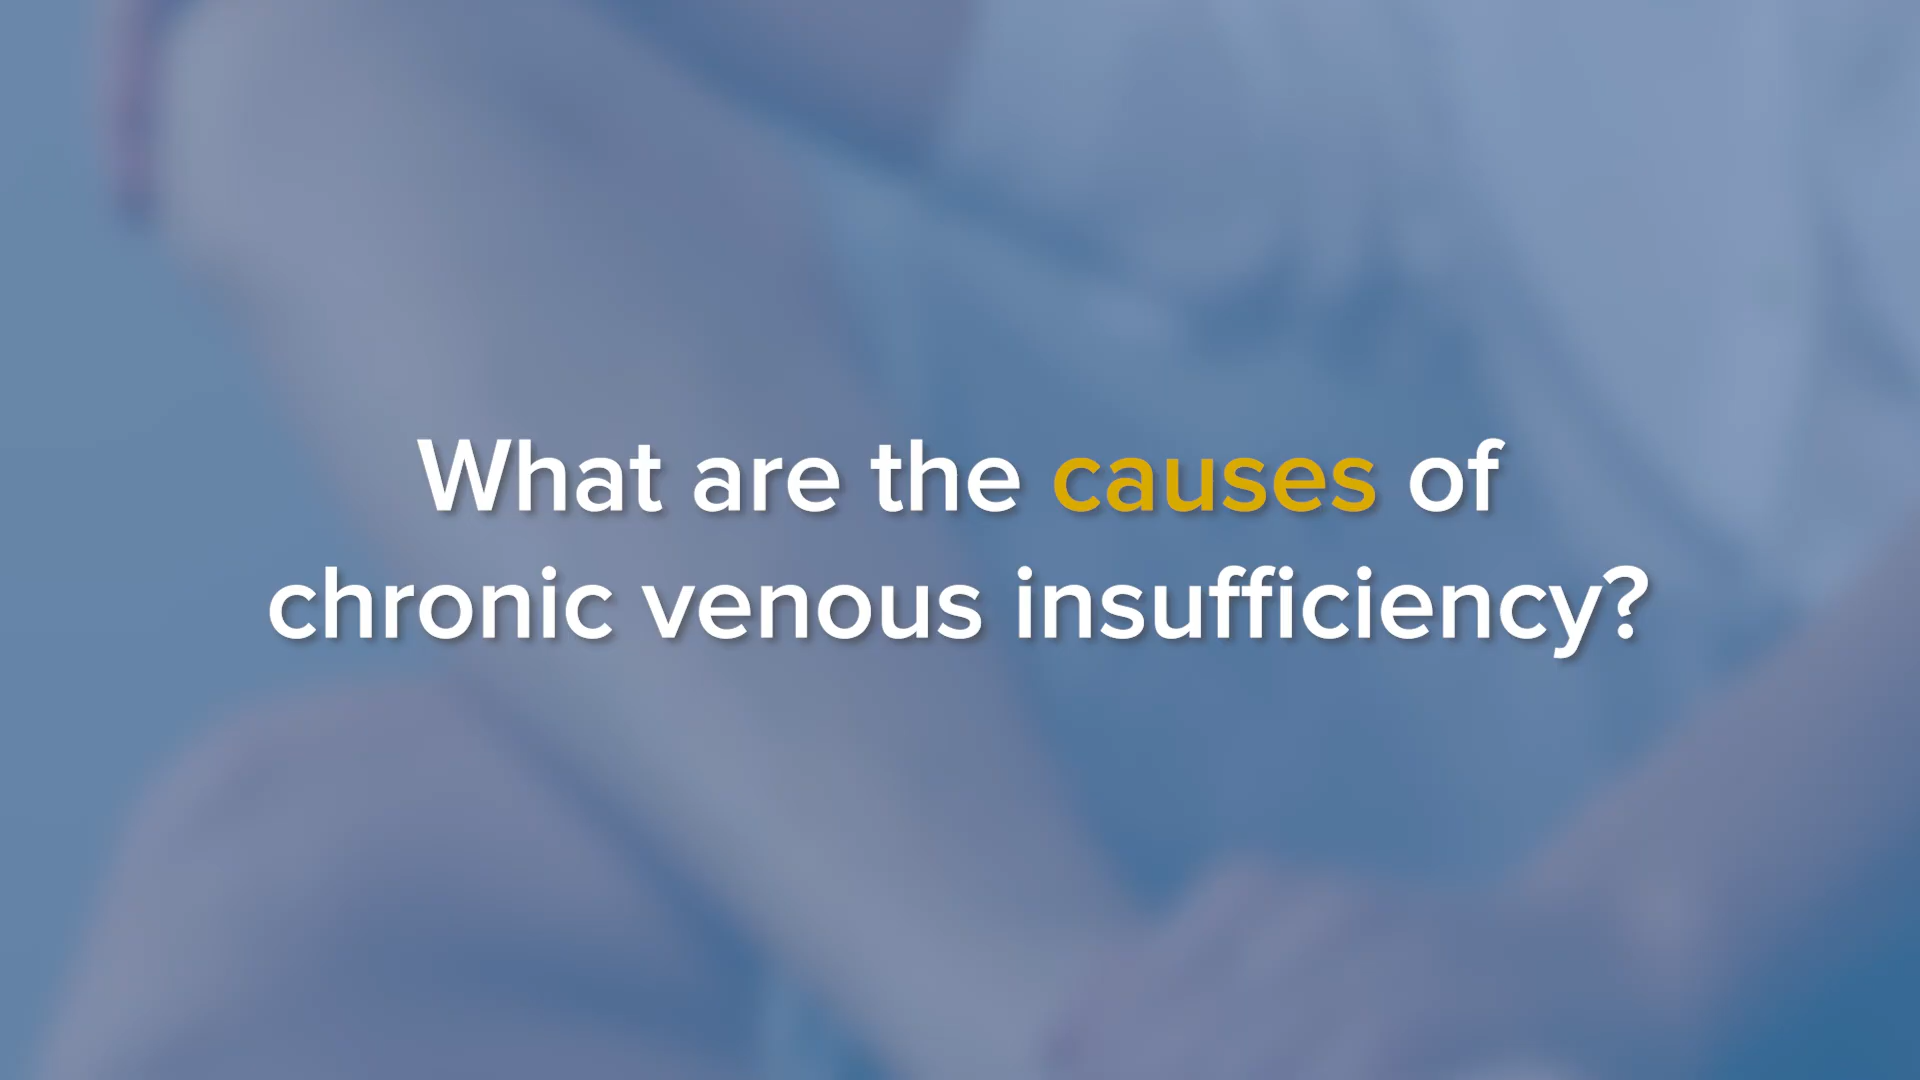 What are the causes of
chronic venous insufficiency?